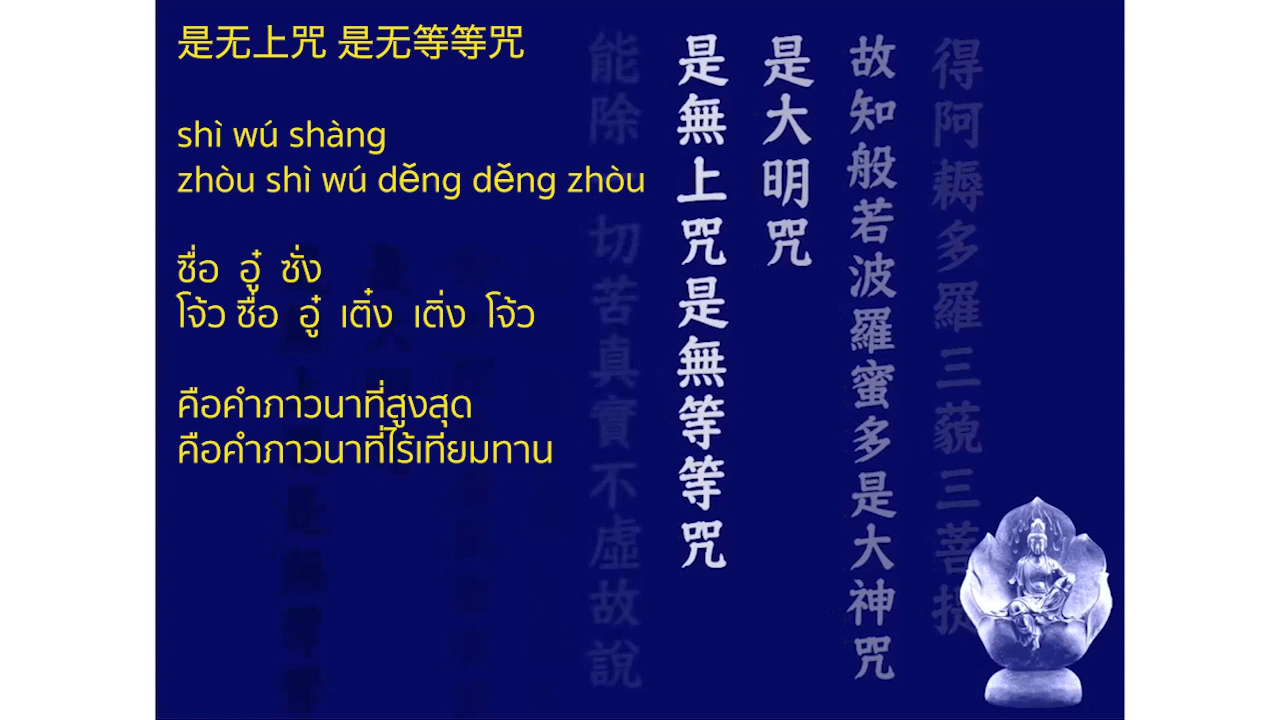 是无上咒 是无等等咒
shì wú shàng
zhòu shì wú děng děng zhòu
ซื่อ อู๋ ซั่ง
โจ้ว ซื่อ อู๋ เติ๋ง เติ่ง โจ้ว
คือคำภาวนาที่สูงสุด
คือคำภาวนาที่ไร้เทียมทาน
得阿耨多羅三藐三菩提
故知般若波羅蜜多是大神咒
是大明咒
是無上咒是無等等咒
能除切苦真實不虛故說